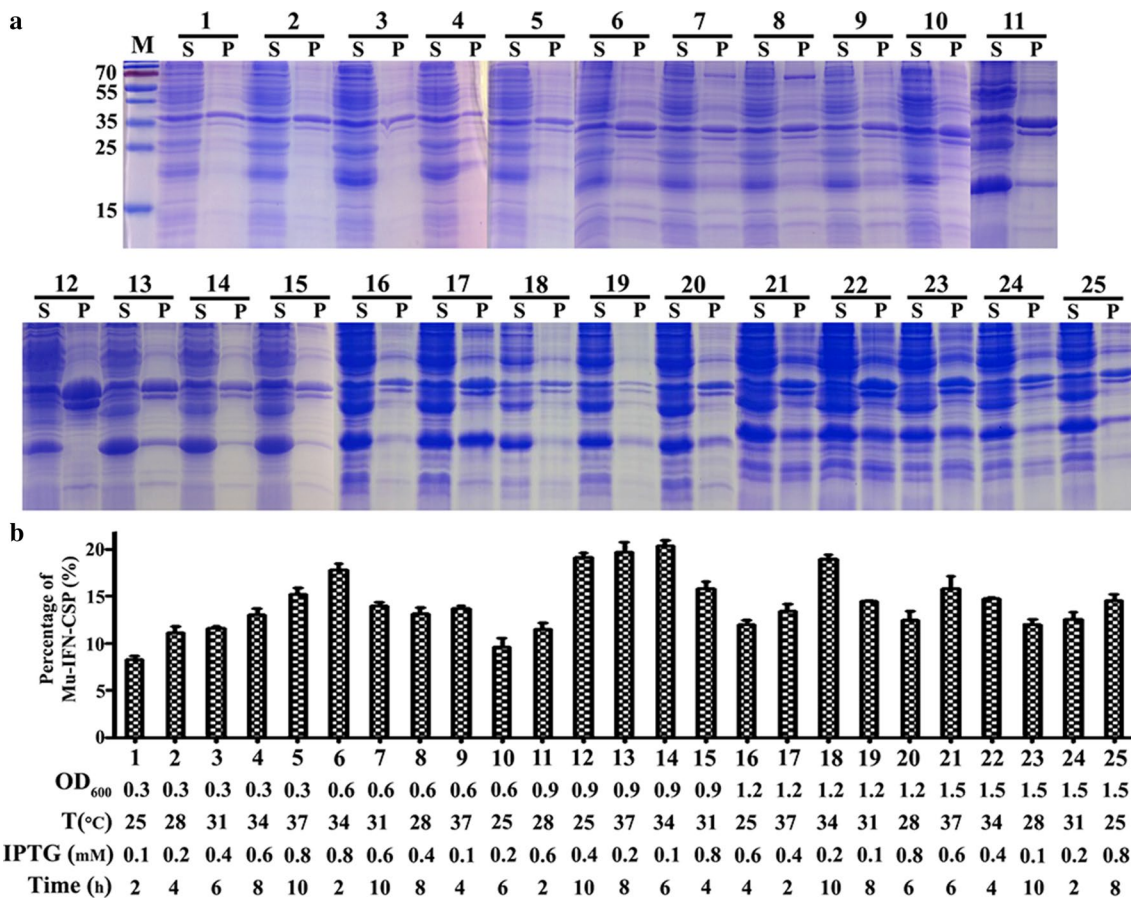 a
1 2 3 4 5 6 7 8 9 10 11
M S P S P S P S P S P S P S P S P S P S P S P
70
55
35
25
15
12 13 14 15 16 17 18 19 20 21 22 23 24 25
S P S P S P S P S P S P S P S P S P S P S P S P S P S P
b
Percentage of
Mu-IFN-CSP (%)
20
15
10
5
0
1 2 3 4 5 6 7 8 9 10 11 12 13 14 15 16 17 18 19 20 21 22 23 24 25
OD600 0.3 0.3 0.3 0.3 0.3 0.6 0.6 0.6 0.6 0.6 0.9 0.9 0.9 0.9 0.9 1.2 1.2 1.2 1.2 1.2 1.5 1.5 1.5 1.5 1.5
T(°C) 25 28 31 34 37 34 31 28 37 25 28 25 37 34 31 25 37 34 31 28 37 34 28 31 25
IPTG (mM) 0.1 0.2 0.4 0.6 0.8 0.8 0.6 0.4 0.1 0.2 0.6 0.4 0.2 0.1 0.8 0.6 0.4 0.2 0.1 0.8 0.6 0.4 0.1 0.2 0.8
Time (h) 2 4 6 8 10 2 10 8 4 6 2 10 8 6 4 4 2 10 8 6 6 4 10 2 8